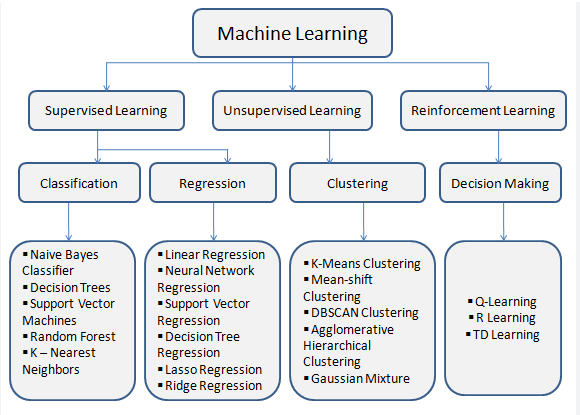 Machine Learning
Supervised Learning
Unsupervised Learning
Reinforcement Learning
Classification
Regression
Clustering
Decision Making
▪ Naive Bayes
Classifier
▪ Decision Trees
▪ Support Vector
Machines
▪ Random Forest
▪ K – Nearest
Neighbors
▪ Linear Regression
▪ Neural Network
Regression
▪ Support Vector
Regression
▪ Decision Tree
Regression
▪ Lasso Regression
▪ Ridge Regression
▪ K-Means Clustering
▪ Mean-shift
Clustering
▪ DBSCAN Clustering
▪ Agglomerative
Hierarchical
Clustering
▪ Gaussian Mixture
▪ Q-Learning
▪ R Learning
▪ TD Learning